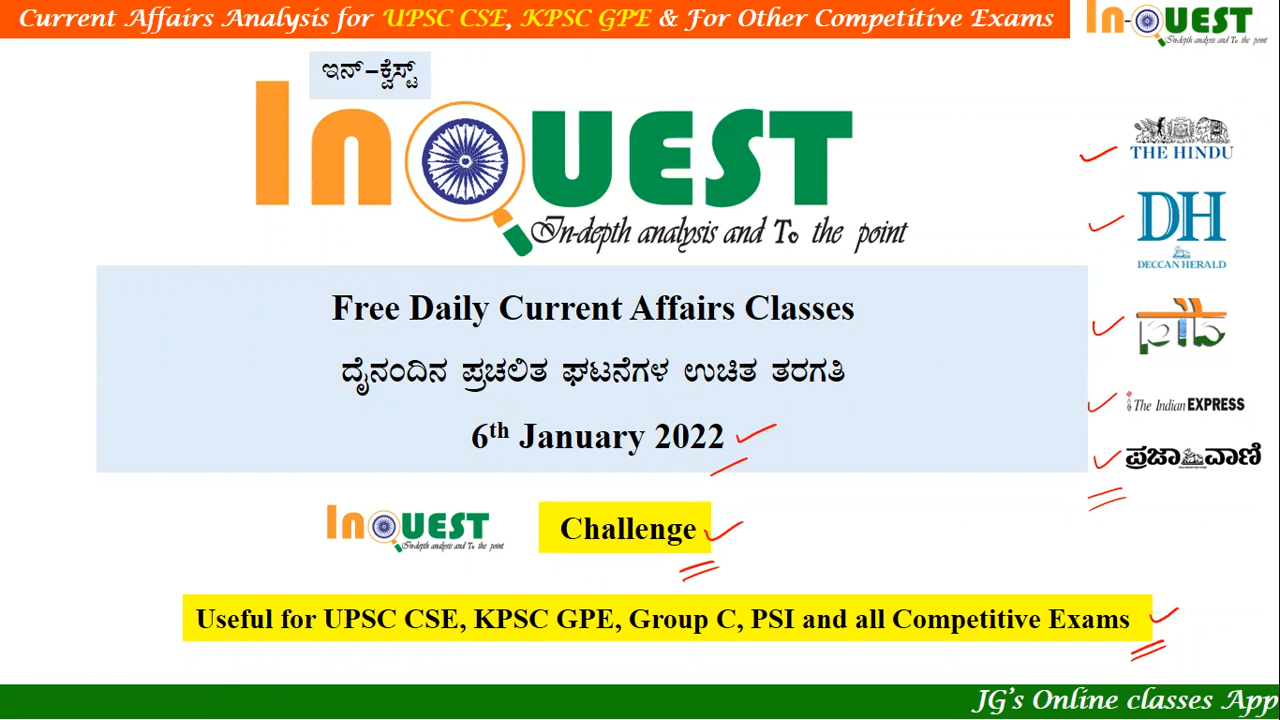 Current Affairs Analysis for UPSC CSE, KPSC GPE & For Other Competitive Exams
In-QUEST
In-depth analysis and To the point
ಇನ್–ಕ್ವೆಸ್ಟ್
InQUEST
In-depth analysis and To the point
THE HINDU
DH
DECCAN HERALD
pib
The Indian EXPRESS
ಪ್ರಜಾವಾಣಿ
Free Daily Current Affairs Classes
ದೈನಂದಿನ ಪ್ರಚಲಿತ ಘಟನೆಗಳ ಉಚಿತ ತರಗತಿ
6th January 2022
InQUEST
In-depth analysis and To the point
Challenge
Useful for UPSC CSE, KPSC GPE, Group C, PSI and all Competitive Exams
JG's Online classes App